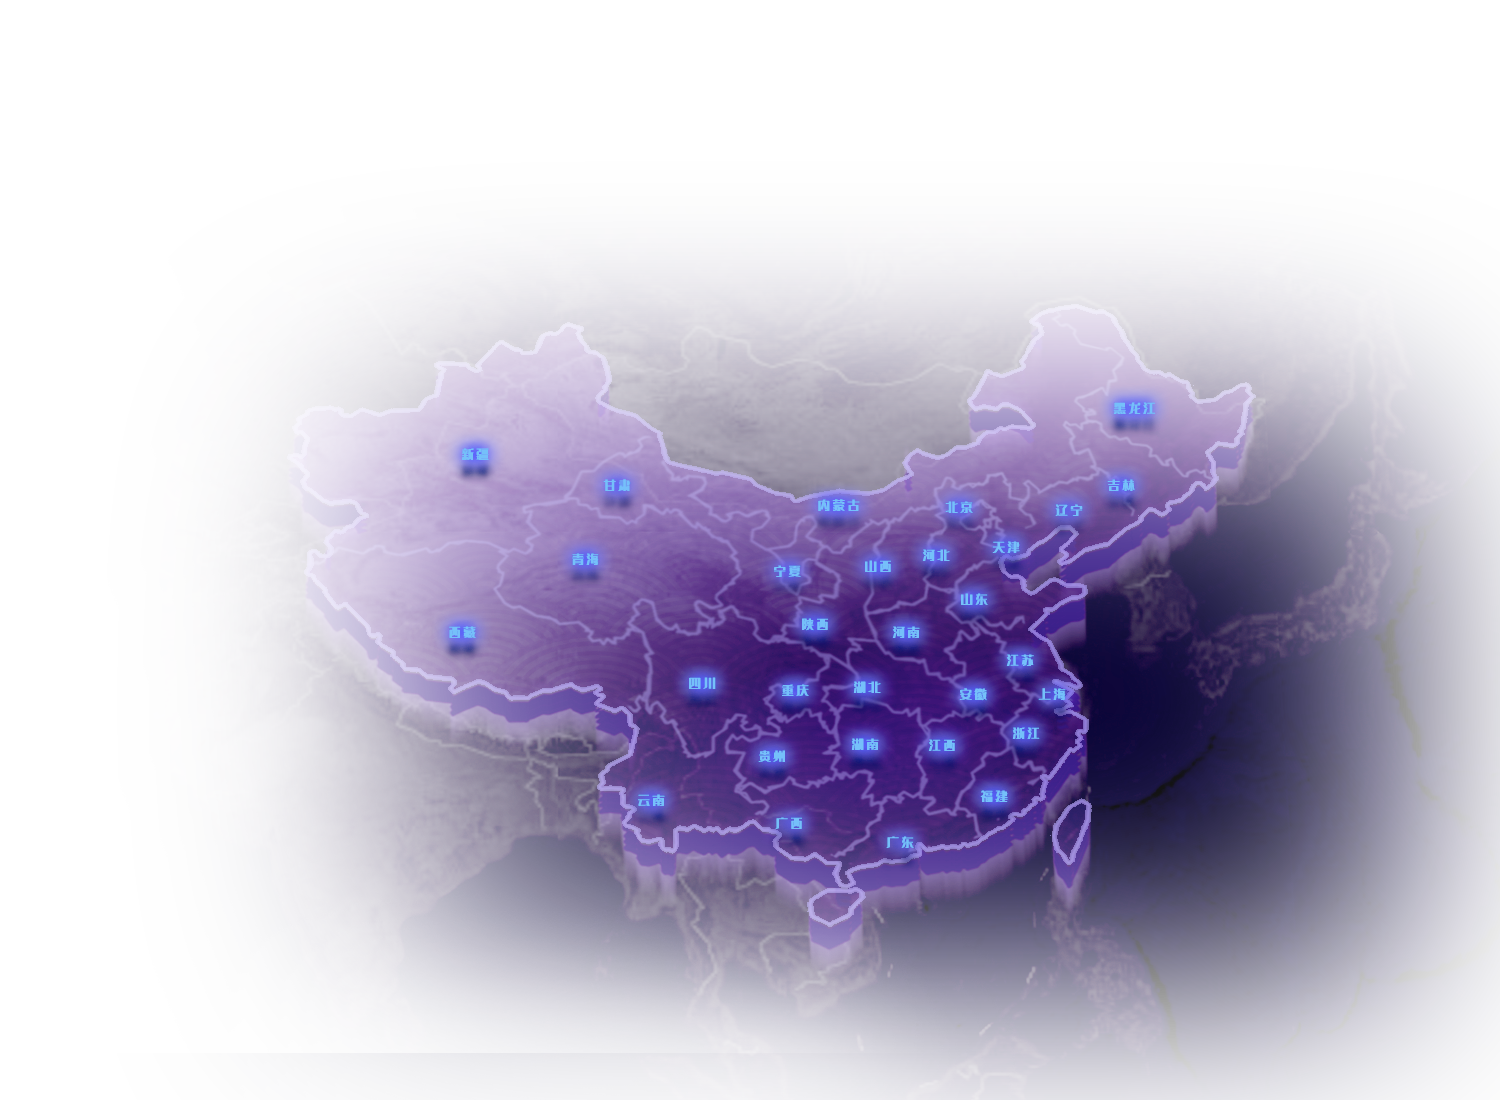 黑龙江
新疆
甘肃
吉林
内蒙古
北京
辽宁
天津
河北
青海
山西
宁夏
山东
陕西
河南
西藏
江苏
四川
重庆
湖北
安徽
上海
浙江
湖南
江西
贵州
福建
云南
广西
广东